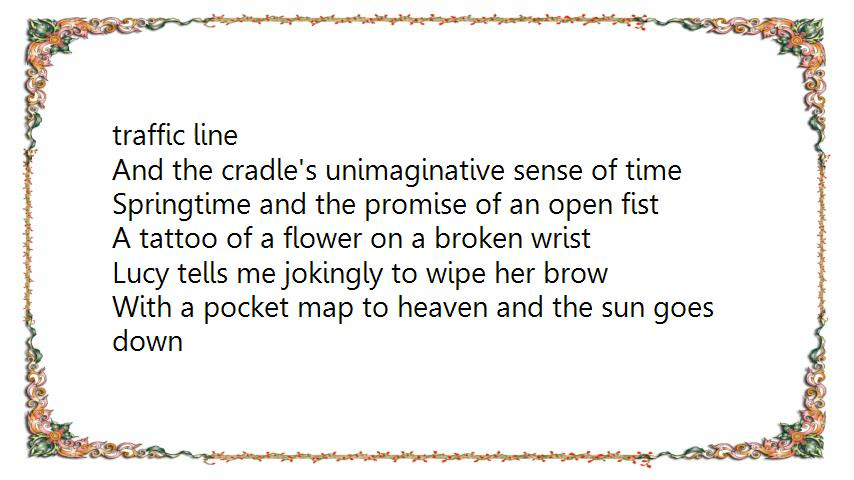 traffic line
And the cradle's unimaginative sense of time
Springtime and the promise of an open fist
A tattoo of a flower on a broken wrist
Lucy tells me jokingly to wipe her brow
With a pocket map to heaven and the sun goes
down